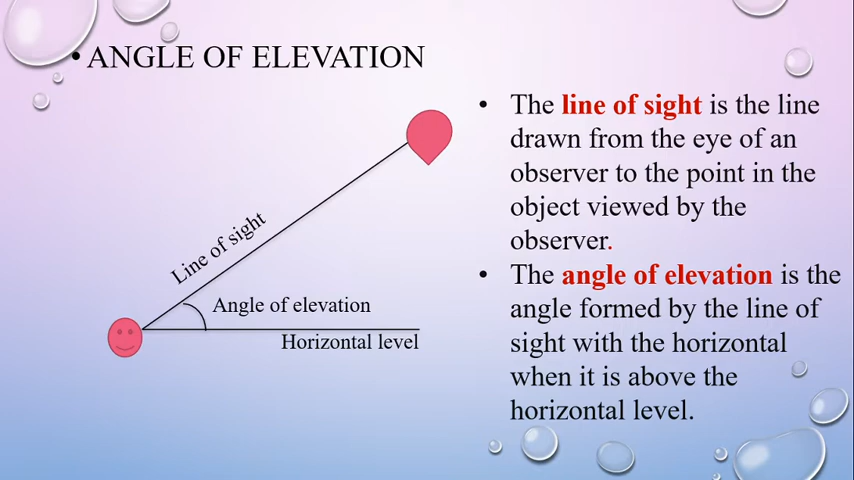 • ANGLE OF ELEVATION
Line of sight
Angle of elevation
Horizontal level
• The line of sight is the line
drawn from the eye of an
observer to the point in the
object viewed by the
observer.
• The angle of elevation is the
angle formed by the line of
sight with the horizontal
when it is above the
horizontal level.